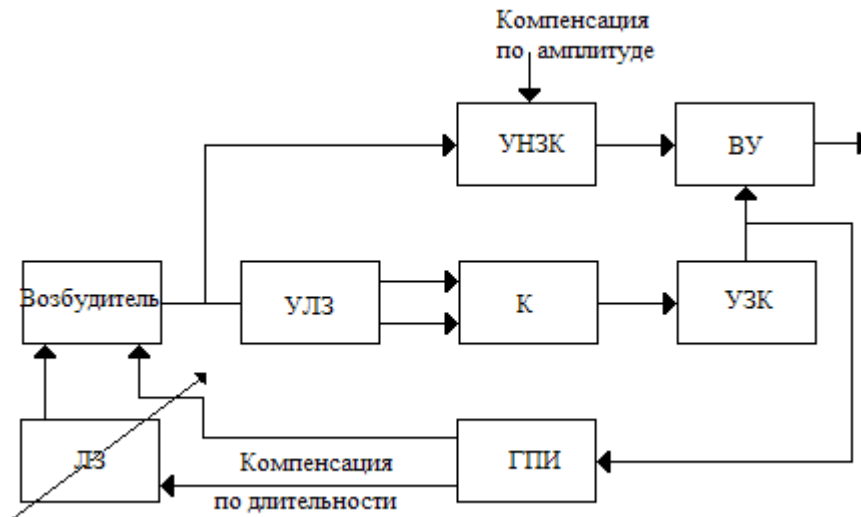 Компенсация
по амплитуде
УНЗК
ВУ
Возбудитель
УЛЗ
К
УЗК
ЛЗ
Компенсация
по длительности
ГПИ